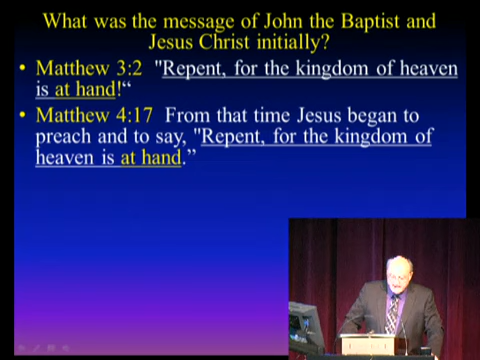 What was the message of John the Baptist and
Jesus Christ initially?
• Matthew 3:2 "Repent, for the kingdom of heaven
is at hand!“
• Matthew 4:17 From that time Jesus began to
preach and to say, "Repent, for the kingdom of
heaven is at hand.”